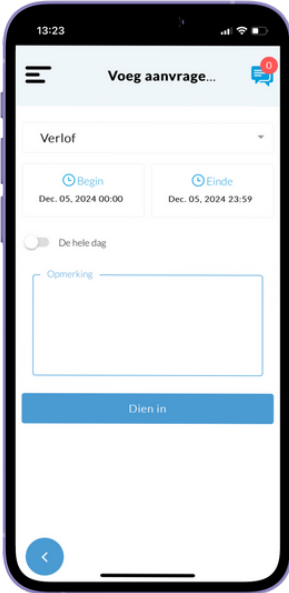 13:23
Voeg aanvrage...
0
Verlof
Begin
Dec. 05, 2024 00:00
Einde
Dec. 05, 2024 23:59
De hele dag
Opmerking
Dien in